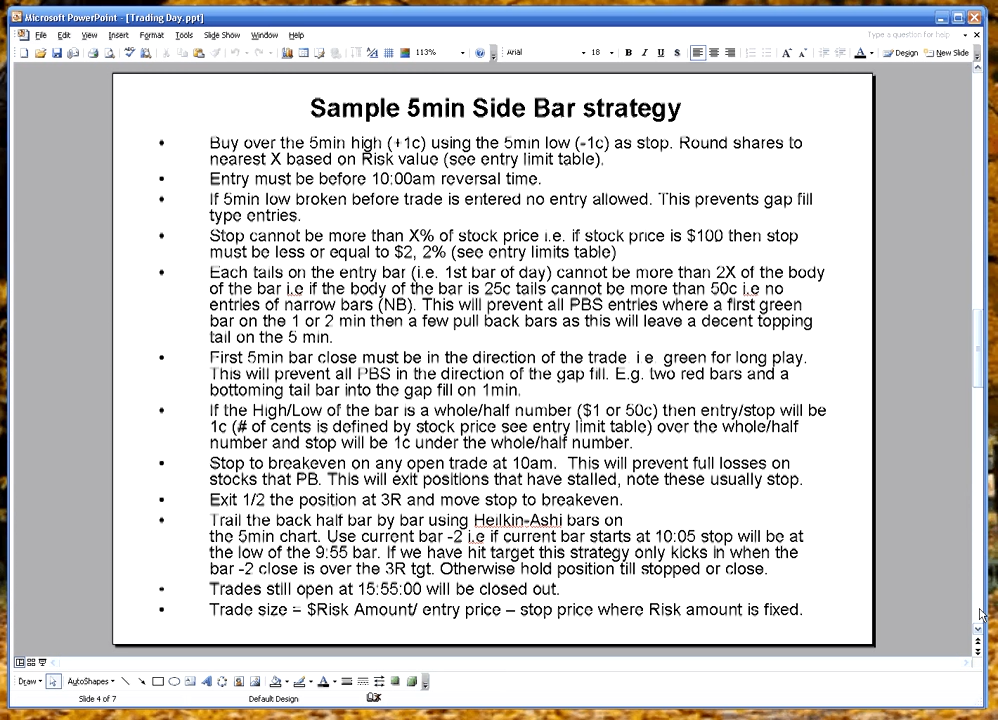 Microsoft PowerPoint - [Trading Day.ppt]
File Edit View Insert Format Tools Slide Show Window Help
Type a question for help
113% Arial 18 B I U S A A A Design New Slide
Sample 5min Side Bar strategy
• Buy over the 5min high (+1c) using the 5min low (-1c) as stop. Round shares to
nearest X based on Risk value (see entry limit table).
• Entry must be before 10:00am reversal time.
• If 5min low broken before trade is entered no entry allowed. This prevents gap fill
type entries.
• Stop cannot be more than X% of stock price i.e. if stock price is $100 then stop
must be less or equal to $2, 2% (see entry limits table)
• Each tails on the entry bar (i.e. 1st bar of day) cannot be more than 2X of the body
of the bar i.e if the body of the bar is 25c tails cannot be more than 50c i.e no
entries of narrow bars (NB). This will prevent all PBS entries where a first green
bar on the 1 or 2 min then a few pull back bars as this will leave a decent topping
tail on the 5 min.
• First 5min bar close must be in the direction of the trade i e green for long play.
This will prevent all PBS in the direction of the gap fill. E.g. two red bars and a
bottoming tail bar into the gap fill on 1min.
• If the High/Low of the bar is a whole/half number ($1 or 50c) then entry/stop will be
1c (# of cents is defined by stock price see entry limit table) over the whole/half
number and stop will be 1c under the whole/half number.
• Stop to breakeven on any open trade at 10am. This will prevent full losses on
stocks that PB. This will exit positions that have stalled, note these usually stop.
• Exit 1/2 the position at 3R and move stop to breakeven.
• Trail the back half bar by bar using Heilkin-Ashi bars on
the 5min chart. Use current bar -2 i.e if current bar starts at 10:05 stop will be at
the low of the 9:55 bar. If we have hit target this strategy only kicks in when the
bar -2 close is over the 3R tgt. Otherwise hold position till stopped or close.
• Trades still open at 15:55:00 will be closed out.
• Trade size = $Risk Amount/ entry price – stop price where Risk amount is fixed.
Draw AutoShapes
Slide 4 of 7 Default Design